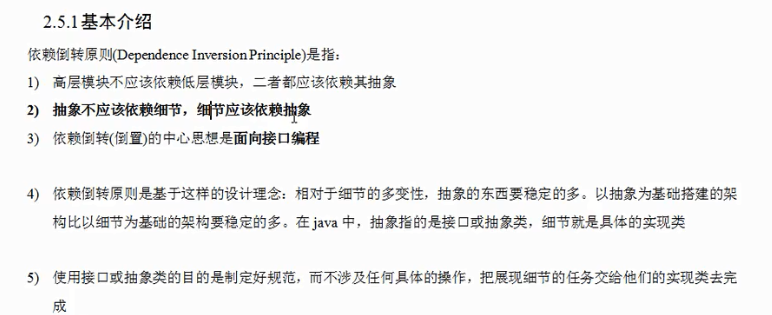 2.5.1基本介绍
依赖倒转原则(Dependence Inversion Principle)是指：
1) 高层模块不应该依赖低层模块，二者都应该依赖其抽象
2) 抽象不应该依赖细节，细节应该依赖抽象
3) 依赖倒转(倒置)的中心思想是面向接口编程
4) 依赖倒转原则是基于这样的设计理念：相对于细节的多变性，抽象的东西要稳定的多。以抽象为基础搭建的架
构比以细节为基础的架构要稳定的多。在 java 中，抽象指的是接口或抽象类，细节就是具体的实现类
5) 使用接口或抽象类的目的是制定好规范，而不涉及任何具体的操作，把展现细节的任务交给他们的实现类去完
成